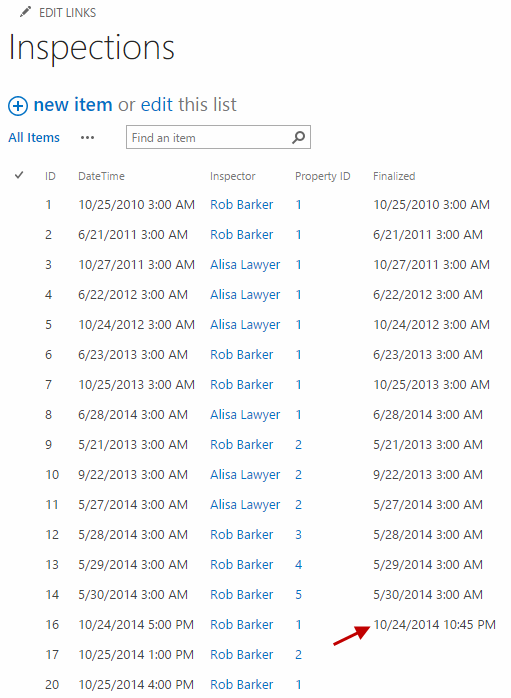 EDIT LINKS
Inspections
new item or edit this list
All Items ••• Find an item
ID DateTime Inspector Property ID Finalized
1 10/25/2010 3:00 AM Rob Barker 1 10/25/2010 3:00 AM
2 6/21/2011 3:00 AM Rob Barker 1 6/21/2011 3:00 AM
3 10/27/2011 3:00 AM Alisa Lawyer 1 10/27/2011 3:00 AM
4 6/22/2012 3:00 AM Alisa Lawyer 1 6/22/2012 3:00 AM
5 10/24/2012 3:00 AM Alisa Lawyer 1 10/24/2012 3:00 AM
6 6/23/2013 3:00 AM Rob Barker 1 6/23/2013 3:00 AM
7 10/25/2013 3:00 AM Rob Barker 1 10/25/2013 3:00 AM
8 6/28/2014 3:00 AM Alisa Lawyer 1 6/28/2014 3:00 AM
9 5/21/2013 3:00 AM Rob Barker 2 5/21/2013 3:00 AM
10 9/22/2013 3:00 AM Alisa Lawyer 2 9/22/2013 3:00 AM
11 5/27/2014 3:00 AM Alisa Lawyer 2 5/27/2014 3:00 AM
12 5/28/2014 3:00 AM Rob Barker 3 5/28/2014 3:00 AM
13 5/29/2014 3:00 AM Rob Barker 4 5/29/2014 3:00 AM
14 5/30/2014 3:00 AM Rob Barker 5 5/30/2014 3:00 AM
16 10/24/2014 5:00 PM Rob Barker 1 10/24/2014 10:45 PM
17 10/25/2014 1:00 PM Rob Barker 2
20 10/25/2014 4:00 PM Rob Barker 1